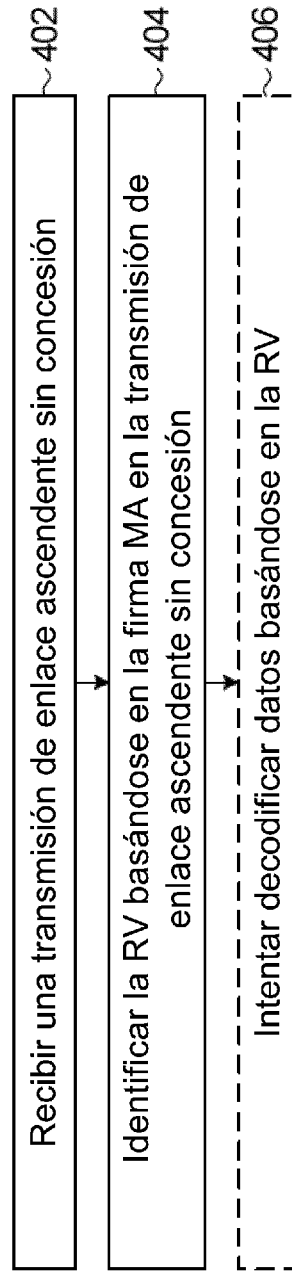 Recibir una transmisión de enlace ascendente sin concesión
402
Identificar la RV basándose en la firma MA en la transmisión de
enlace ascendente sin concesión
404
Intentar decodificar datos basándose en la RV
406